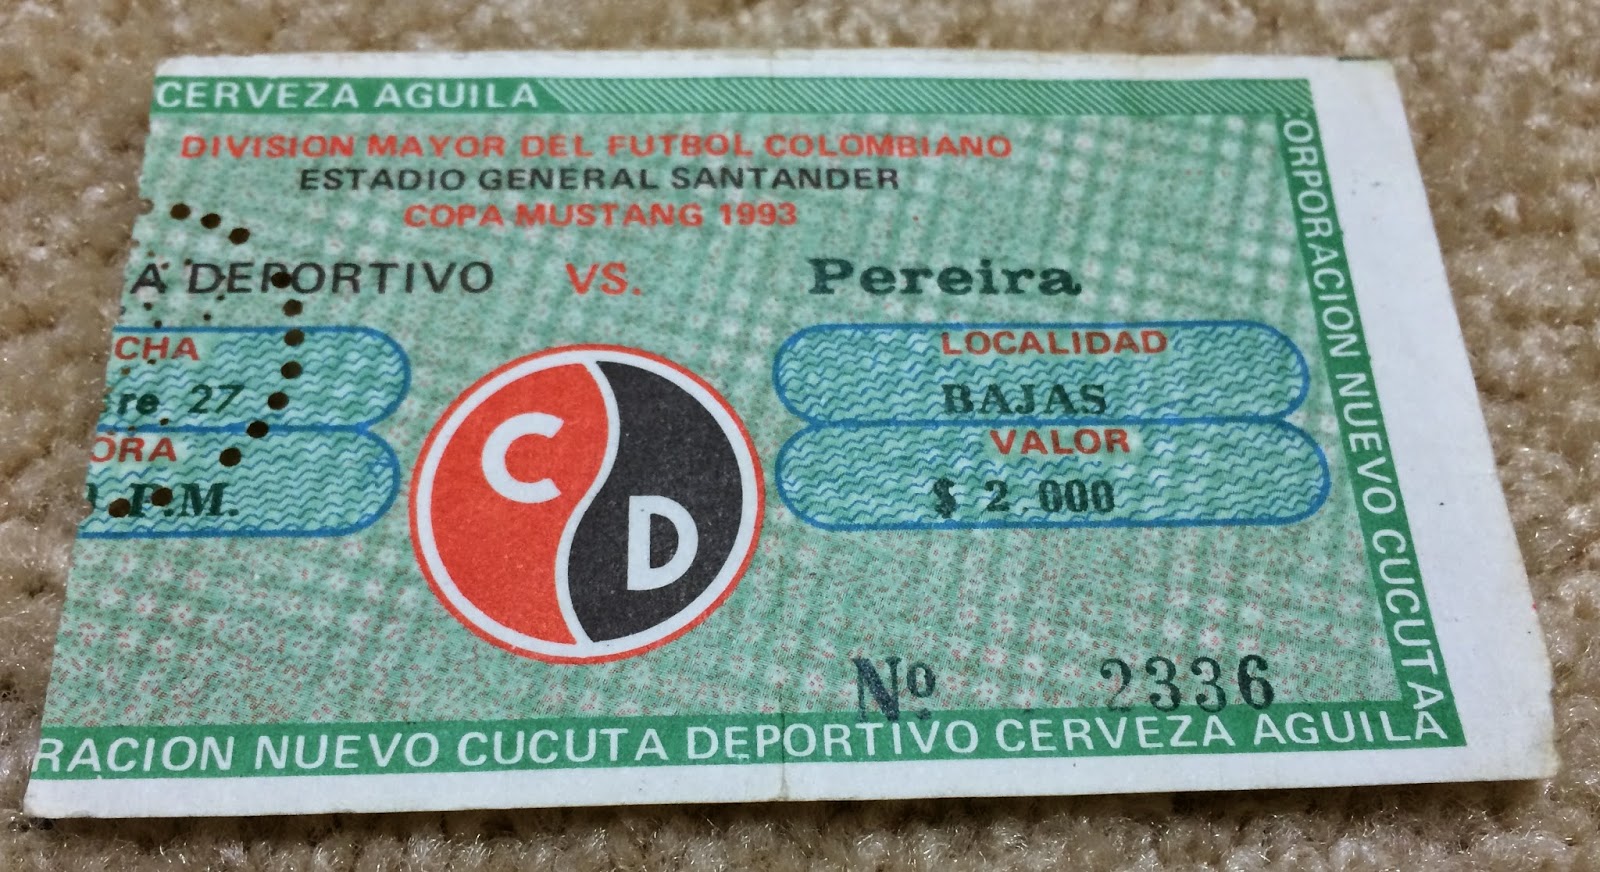 CERVEZA AGUILA
DIVISION MAYOR DEL FUTBOL COLOMBIANO
ESTADIO GENERAL SANTANDER
COPA MUSTANG 1993
A DEPORTIVO VS. Pereira
CHA
re. 27
ORA
P.M.
C D
LOCALIDAD
BAJAS
VALOR
$ 2.000
Nº 2336
ORPORACION NUEVO CUCUTA
RACION NUEVO CUCUTA DEPORTIVO CERVEZA AGUILA